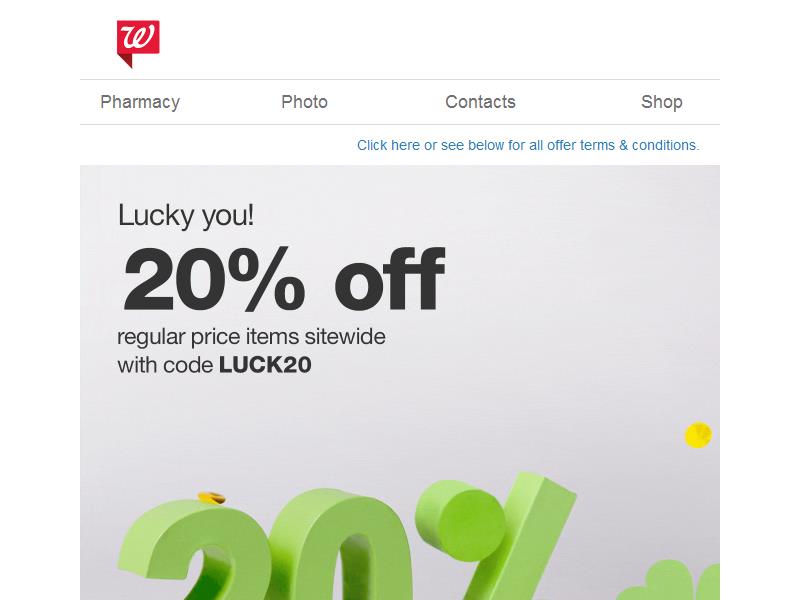 W
Pharmacy Photo Contacts Shop
Click here or see below for all offer terms & conditions.
Lucky you!
20% off
regular price items sitewide
with code LUCK20
20%